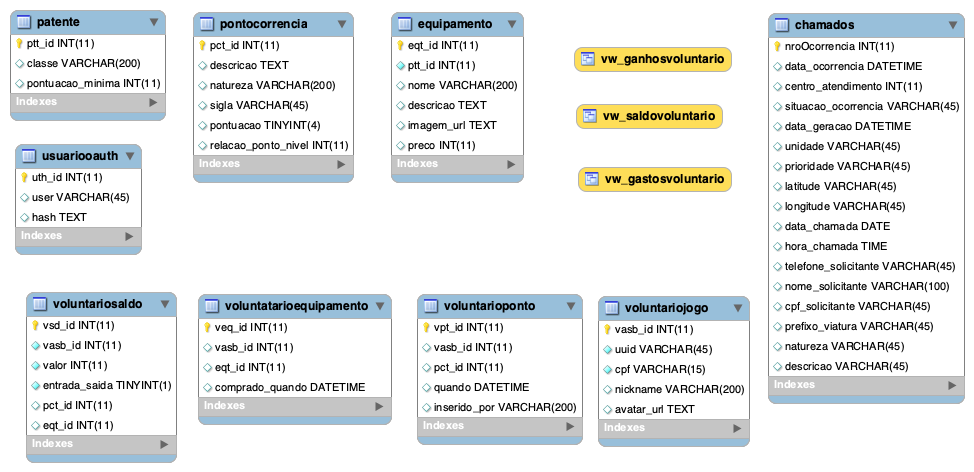 patente
ptt_id INT(11)
classe VARCHAR(200)
pontuacao_minima INT(11)
Indexes
pontocorrencia
pct_id INT(11)
descricao TEXT
natureza VARCHAR(200)
sigla VARCHAR(45)
pontuacao TINYINT(4)
relacao_ponto_nivel INT(11)
Indexes
equipamento
eqt_id INT(11)
ptt_id INT(11)
nome VARCHAR(200)
descricao TEXT
imagem_url TEXT
preco INT(11)
Indexes
vw_ganhosvoluntario
vw_saldovoluntario
vw_gastosvoluntario
chamados
nroOcorrencia INT(11)
data_ocorrencia DATETIME
centro_atendimento INT(11)
situacao_ocorrencia VARCHAR(45)
data_geracao DATETIME
unidade VARCHAR(45)
prioridade VARCHAR(45)
latitude VARCHAR(45)
longitude VARCHAR(45)
data_chamada DATE
hora_chamada TIME
telefone_solicitante VARCHAR(45)
nome_solicitante VARCHAR(100)
cpf_solicitante VARCHAR(45)
prefixo_viatura VARCHAR(45)
natureza VARCHAR(45)
descricao VARCHAR(45)
Indexes
usuariooauth
uth_id INT(11)
user VARCHAR(45)
hash TEXT
Indexes
voluntariosaldo
vsd_id INT(11)
vasb_id INT(11)
valor INT(11)
entrada_saida TINYINT(1)
pct_id INT(11)
eqt_id INT(11)
Indexes
voluntatarioequipamento
veq_id INT(11)
vasb_id INT(11)
eqt_id INT(11)
comprado_quando DATETIME
Indexes
voluntarioponto
vpt_id INT(11)
vasb_id INT(11)
pct_id INT(11)
quando DATETIME
inserido_por VARCHAR(200)
Indexes
voluntariojogo
vasb_id INT(11)
uuid VARCHAR(45)
cpf VARCHAR(15)
nickname VARCHAR(200)
avatar_url TEXT
Indexes